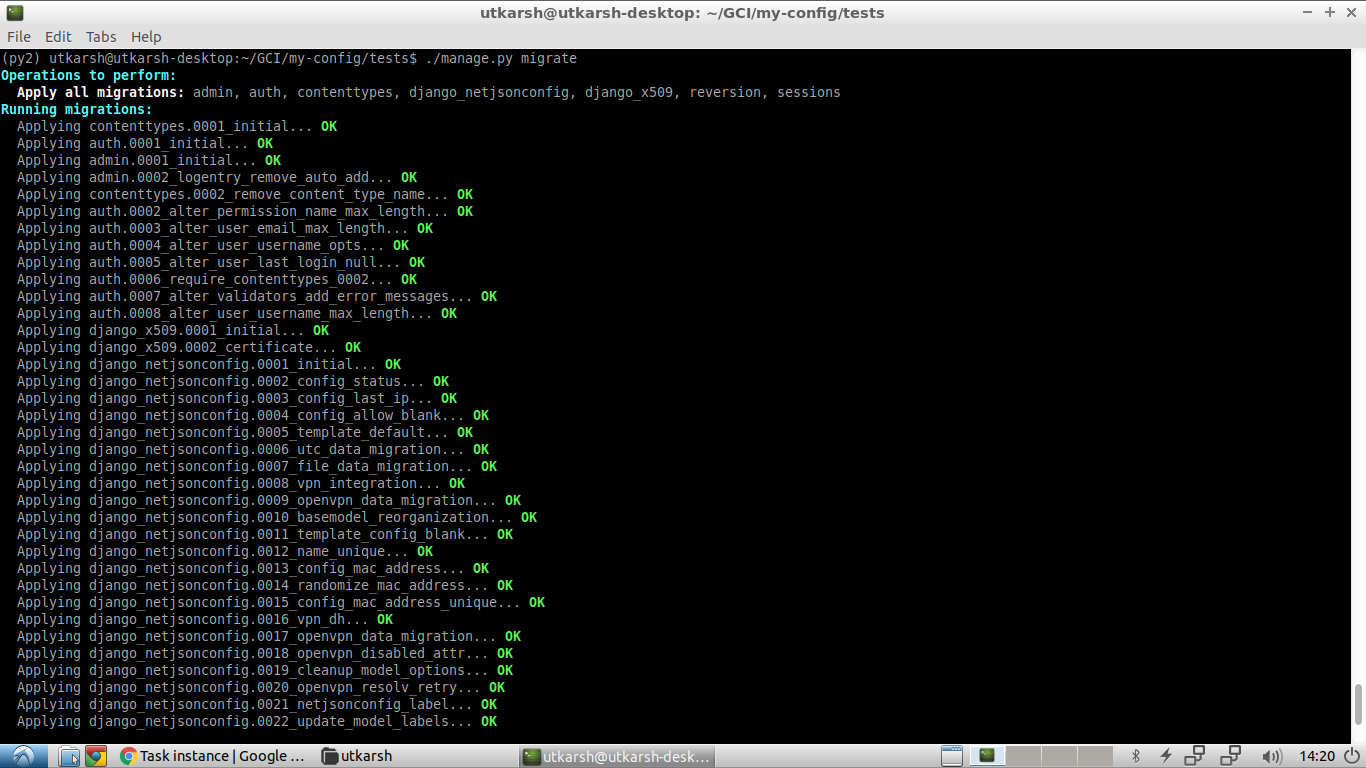 utkarsh@utkarsh-desktop: ~/GCI/my-config/tests
File Edit Tabs Help
(py2) utkarsh@utkarsh-desktop:~/GCI/my-config/tests$ ./manage.py migrate
Operations to perform:
  Apply all migrations: admin, auth, contenttypes, django_netjsonconfig, django_x509, reversion, sessions
Running migrations:
  Applying contenttypes.0001_initial... OK
  Applying auth.0001_initial... OK
  Applying admin.0001_initial... OK
  Applying admin.0002_logentry_remove_auto_add... OK
  Applying contenttypes.0002_remove_content_type_name... OK
  Applying auth.0002_alter_permission_name_max_length... OK
  Applying auth.0003_alter_user_email_max_length... OK
  Applying auth.0004_alter_user_username_opts... OK
  Applying auth.0005_alter_user_last_login_null... OK
  Applying auth.0006_require_contenttypes_0002... OK
  Applying auth.0007_alter_validators_add_error_messages... OK
  Applying auth.0008_alter_user_username_max_length... OK
  Applying django_x509.0001_initial... OK
  Applying django_x509.0002_certificate... OK
  Applying django_netjsonconfig.0001_initial... OK
  Applying django_netjsonconfig.0002_config_status... OK
  Applying django_netjsonconfig.0003_config_last_ip... OK
  Applying django_netjsonconfig.0004_config_allow_blank... OK
  Applying django_netjsonconfig.0005_template_default... OK
  Applying django_netjsonconfig.0006_utc_data_migration... OK
  Applying django_netjsonconfig.0007_file_data_migration... OK
  Applying django_netjsonconfig.0008_vpn_integration... OK
  Applying django_netjsonconfig.0009_openvpn_data_migration... OK
  Applying django_netjsonconfig.0010_basemodel_reorganization... OK
  Applying django_netjsonconfig.0011_template_config_blank... OK
  Applying django_netjsonconfig.0012_name_unique... OK
  Applying django_netjsonconfig.0013_config_mac_address... OK
  Applying django_netjsonconfig.0014_randomize_mac_address... OK
  Applying django_netjsonconfig.0015_config_mac_address_unique... OK
  Applying django_netjsonconfig.0016_vpn_dh... OK
  Applying django_netjsonconfig.0017_openvpn_data_migration... OK
  Applying django_netjsonconfig.0018_openvpn_disabled_attr... OK
  Applying django_netjsonconfig.0019_cleanup_model_options... OK
  Applying django_netjsonconfig.0020_openvpn_resolv_retry... OK
  Applying django_netjsonconfig.0021_netjsonconfig_label... OK
  Applying django_netjsonconfig.0022_update_model_labels... OK
Task instance | Google ... utkarsh utkarsh@utkarsh-desk... 14:20